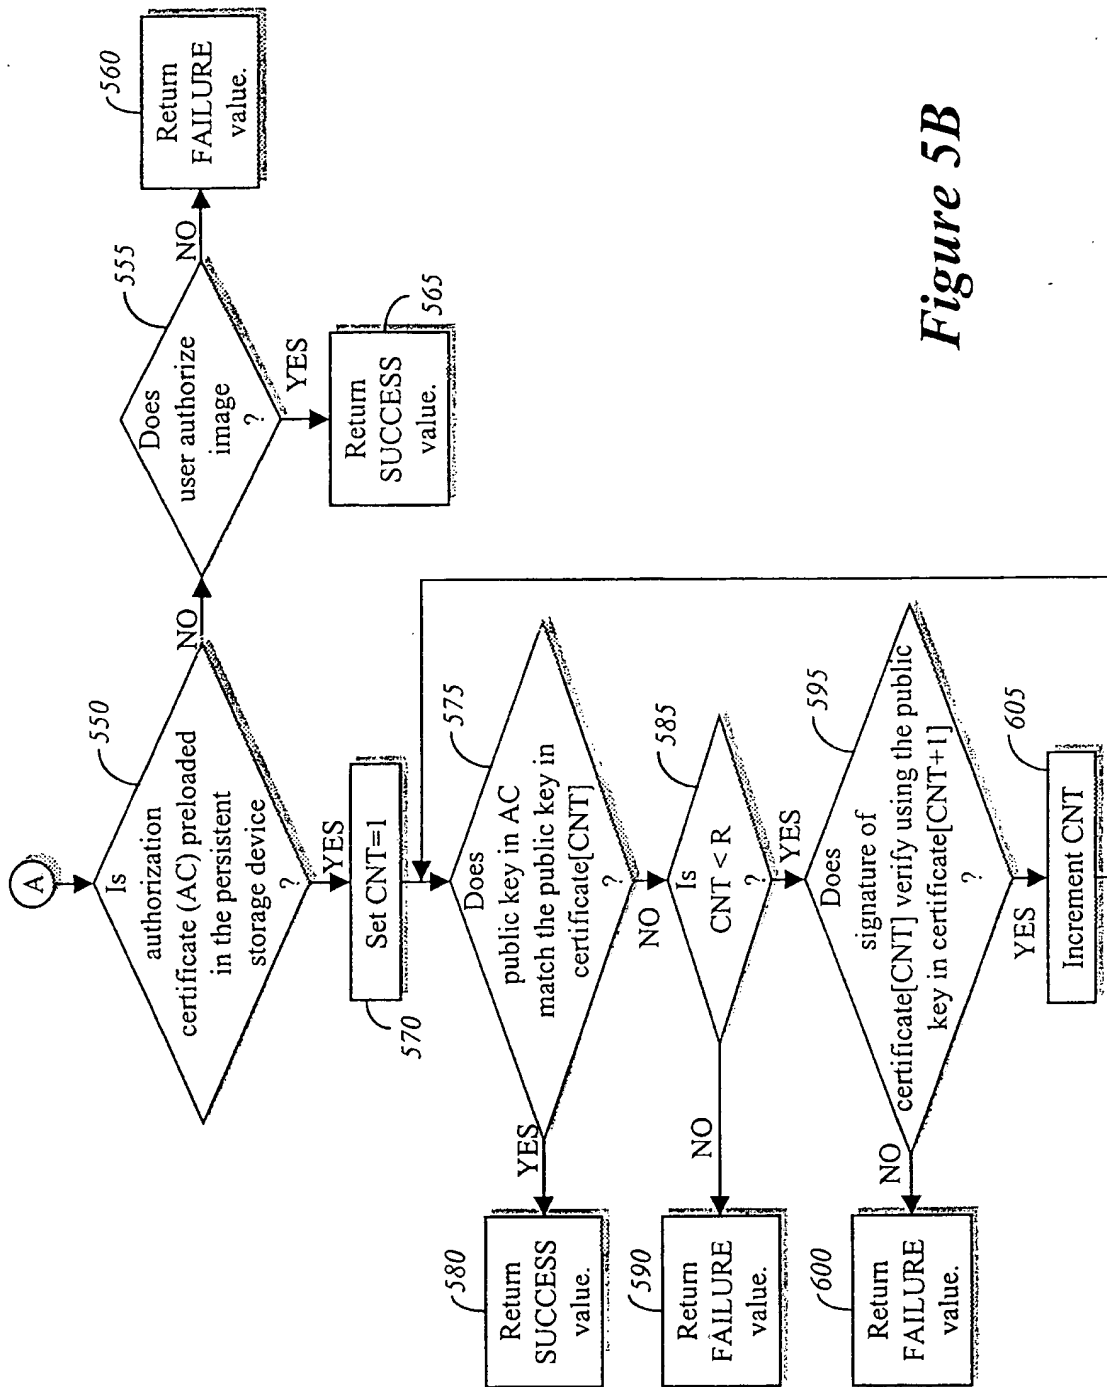 A
550
Is
authorization
certificate (AC) preloaded
in the persistent
storage device
?
NO
YES
555
Does
user authorize
image
?
NO
YES
560
Return
FAILURE
value.
565
Return
SUCCESS
value.
Set CNT=1
570
575
Does
public key in AC
match the public key in
certificate[CNT]
?
YES
NO
580
Return
SUCCESS
value.
585
Is
CNT < R
?
NO
YES
590
Return
FAILURE
value.
595
Does
signature of
certificate[CNT] verify using the public
key in certificate[CNT+1]
?
NO
YES
600
Return
FAILURE
value.
605
Increment CNT
Figure 5B